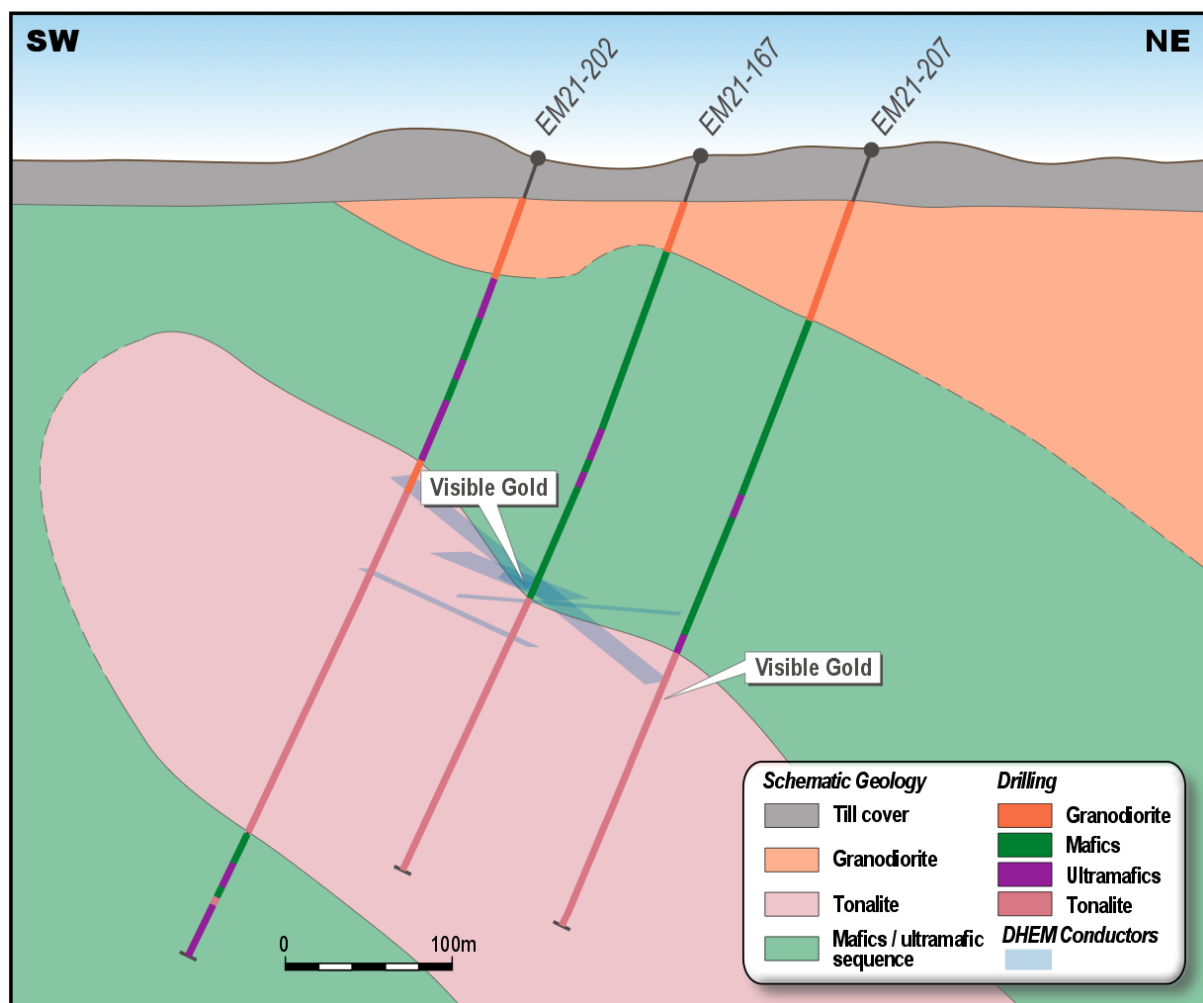 SW
NE
EM21-202
EM21-167
EM21-207
Visible Gold
Visible Gold
Schematic Geology
Till cover
Granodiorite
Tonalite
Mafics / ultramafic
sequence
Drilling
Granodiorite
Mafics
Ultramafics
Tonalite
DHEM Conductors
0
100m